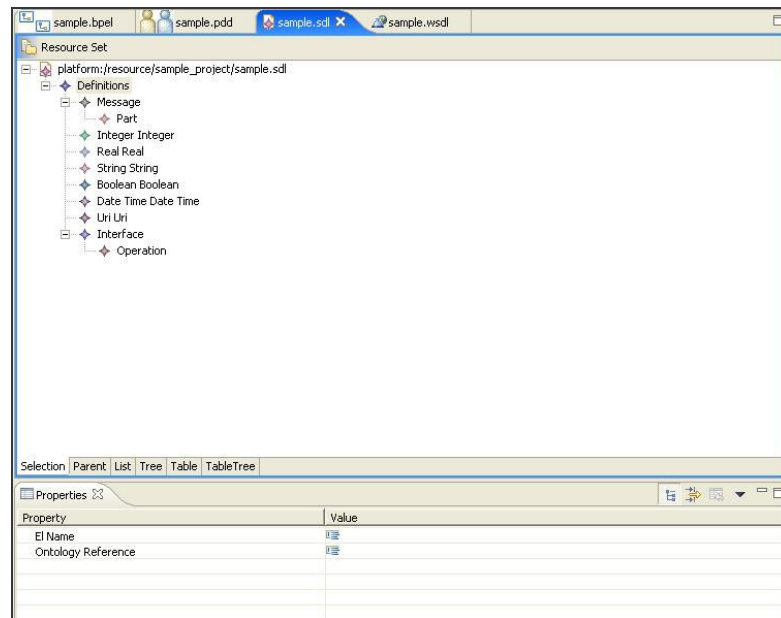 sample.bpel sample.pdd sample.sdl sample.wsdl
Resource Set
platform:/resource/sample_project/sample.sdl
Definitions
Message
Part
Integer Integer
Real Real
String String
Boolean Boolean
Date Time Date Time
Uri Uri
Interface
Operation
Selection Parent List Tree Table TableTree
Properties
Property Value
El Name
Ontology Reference